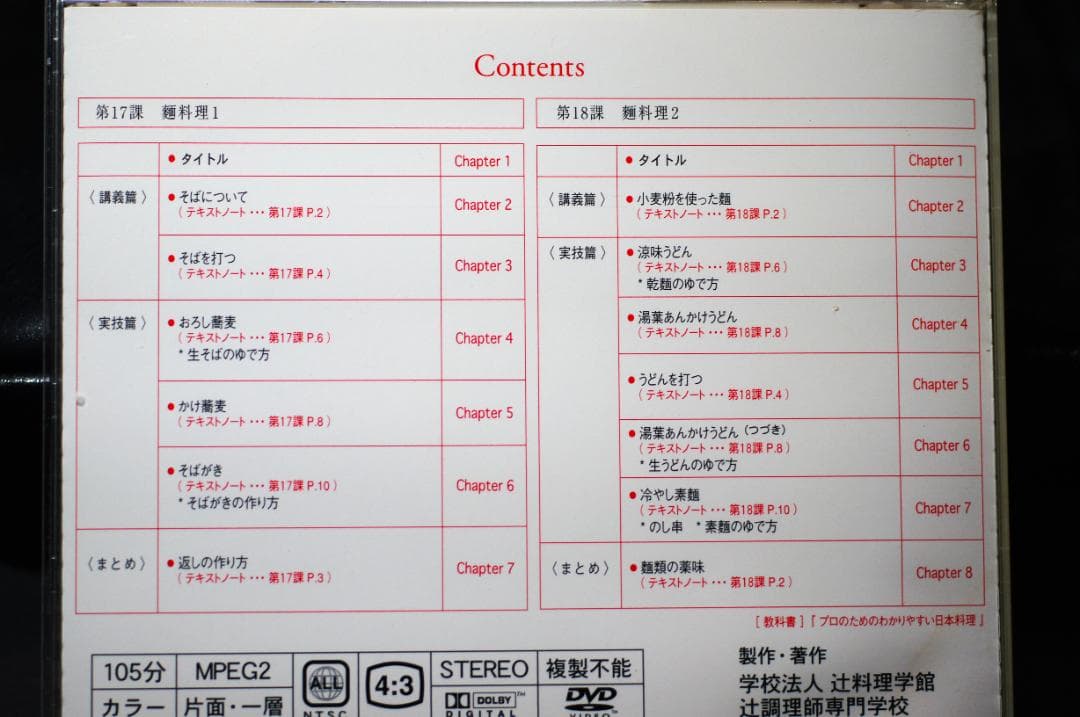 Contents
第17課 麵料理1
● タイトル Chapter 1
〈 講義篇 〉 ● そばについて Chapter 2
( テキストノート ･･･ 第17課 P.2 )
● そばを打つ Chapter 3
( テキストノート ･･･ 第17課 P.4 )
〈 実技篇 〉 ● おろし蕎麦 Chapter 4
( テキストノート ･･･ 第17課 P.6 )
* 生そばのゆで方
● かけ蕎麦 Chapter 5
( テキストノート ･･･ 第17課 P.8 )
● そばがき Chapter 6
( テキストノート ･･･ 第17課 P.10 )
* そばがきの作り方
〈 まとめ 〉 ● 返しの作り方 Chapter 7
( テキストノート ･･･ 第17課 P.3 )
第18課 麵料理2
● タイトル Chapter 1
〈 講義篇 〉 ● 小麦粉を使った麵 Chapter 2
( テキストノート ･･･ 第18課 P.2 )
〈 実技篇 〉 ● 涼味うどん Chapter 3
( テキストノート ･･･ 第18課 P.6 )
* 乾麵のゆで方
● 湯葉あんかけうどん Chapter 4
( テキストノート ･･･ 第18課 P.8 )
● うどんを打つ Chapter 5
( テキストノート ･･･ 第18課 P.4 )
● 湯葉あんかけうどん (つづき) Chapter 6
( テキストノート ･･･ 第18課 P.8 )
* 生うどんのゆで方
● 冷やし素麵 Chapter 7
( テキストノート ･･･ 第18課 P.10 )
* のし串 * 素麵のゆで方
〈 まとめ 〉 ● 麵類の薬味 Chapter 8
( テキストノート ･･･ 第18課 P.2 )
[ 教科書 ]『 プロのためのわかりやすい日本料理 』
105分 MPEG2 ALL 4:3 STEREO 複製不能
カラー 片面・一層 NTSC DOLBY DIGITAL DVD VIDEO
製作・著作
学校法人 辻料理学館
辻調理師専門学校